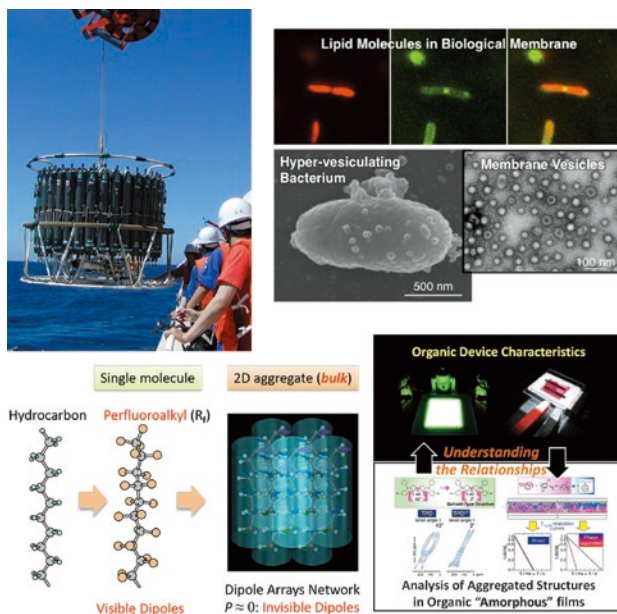 Lipid Molecules in Biological Membrane
Hyper-vesiculating
Bacterium
Membrane Vesicles
500 nm
100 nm
Single molecule
2D aggregate (bulk)
Hydrocarbon
Perfluoroalkyl (Rf)
Visible Dipoles
Dipole Arrays Network
P ≈ 0: Invisible Dipoles
Organic Device Characteristics
Understanding
the Relationships
Analysis of Aggregated Structures
in Organic “Amorphous” films